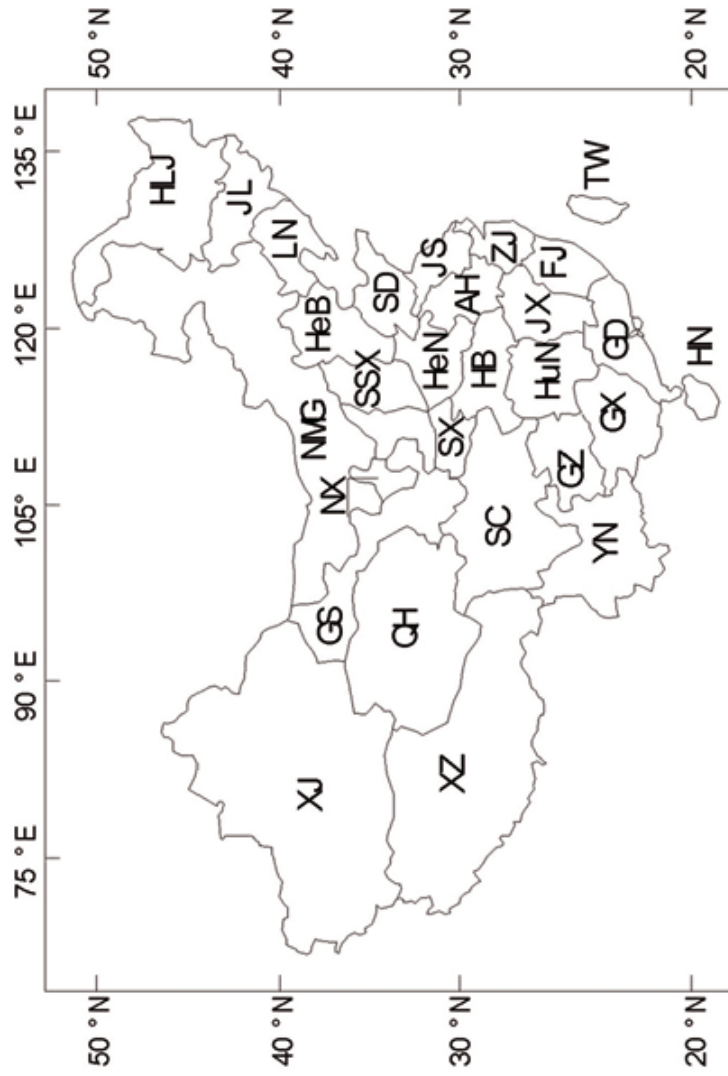 75 ° E
90 ° E
105 ° E
120 ° E
135 ° E
50 ° N
50 ° N
HLJ
JL
LN
XJ
NMG
HeB
40 ° N
40 ° N
GS
NX
SSX
SD
QH
HeN
JS
XZ
SX
AH
30 ° N
30 ° N
SC
HB
ZJ
HuN
JX
FJ
GZ
TW
YN
GX
GD
HN
20 ° N
20 ° N